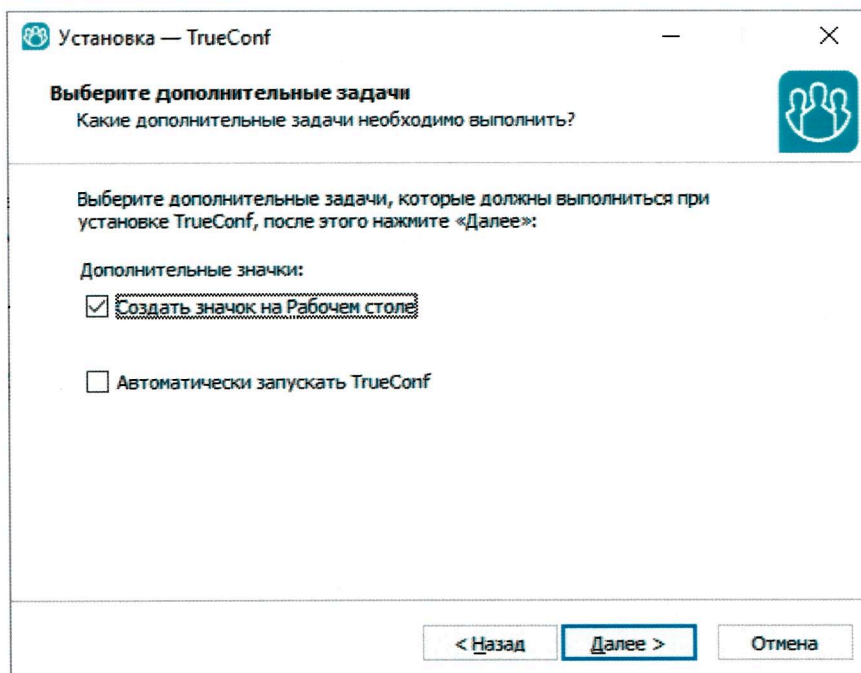 Установка — TrueConf
Выберите дополнительные задачи
Какие дополнительные задачи необходимо выполнить?
Выберите дополнительные задачи, которые должны выполниться при
установке TrueConf, после этого нажмите «Далее»:
Дополнительные значки:
Создать значок на Рабочем столе
Автоматически запускать TrueConf
< Назад Далее > Отмена